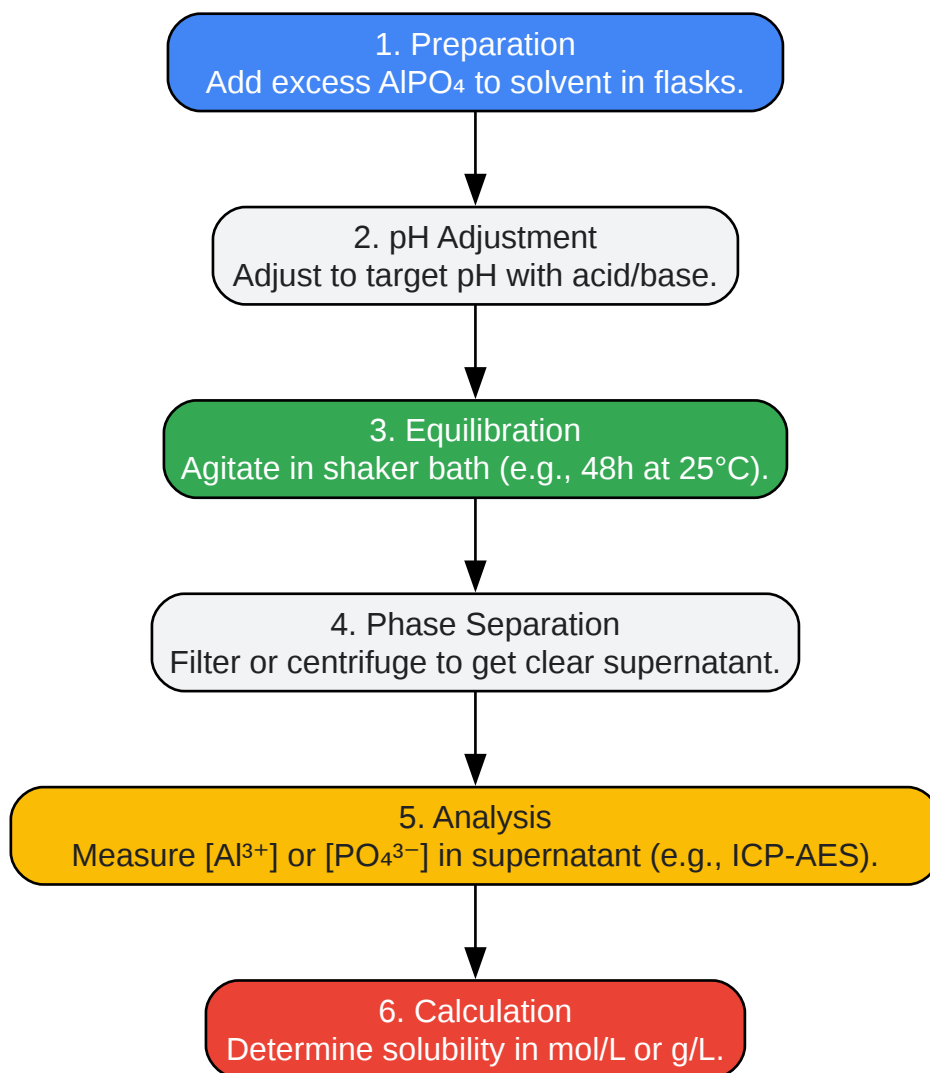 1. Preparation
Add excess AlPO₄ to solvent in flasks.
2. pH Adjustment
Adjust to target pH with acid/base.
3. Equilibration
Agitate in shaker bath (e.g., 48h at 25°C).
4. Phase Separation
Filter or centrifuge to get clear supernatant.
5. Analysis
Measure [Al³⁺] or [PO₄³⁻] in supernatant (e.g., ICP-AES).
6. Calculation
Determine solubility in mol/L or g/L.